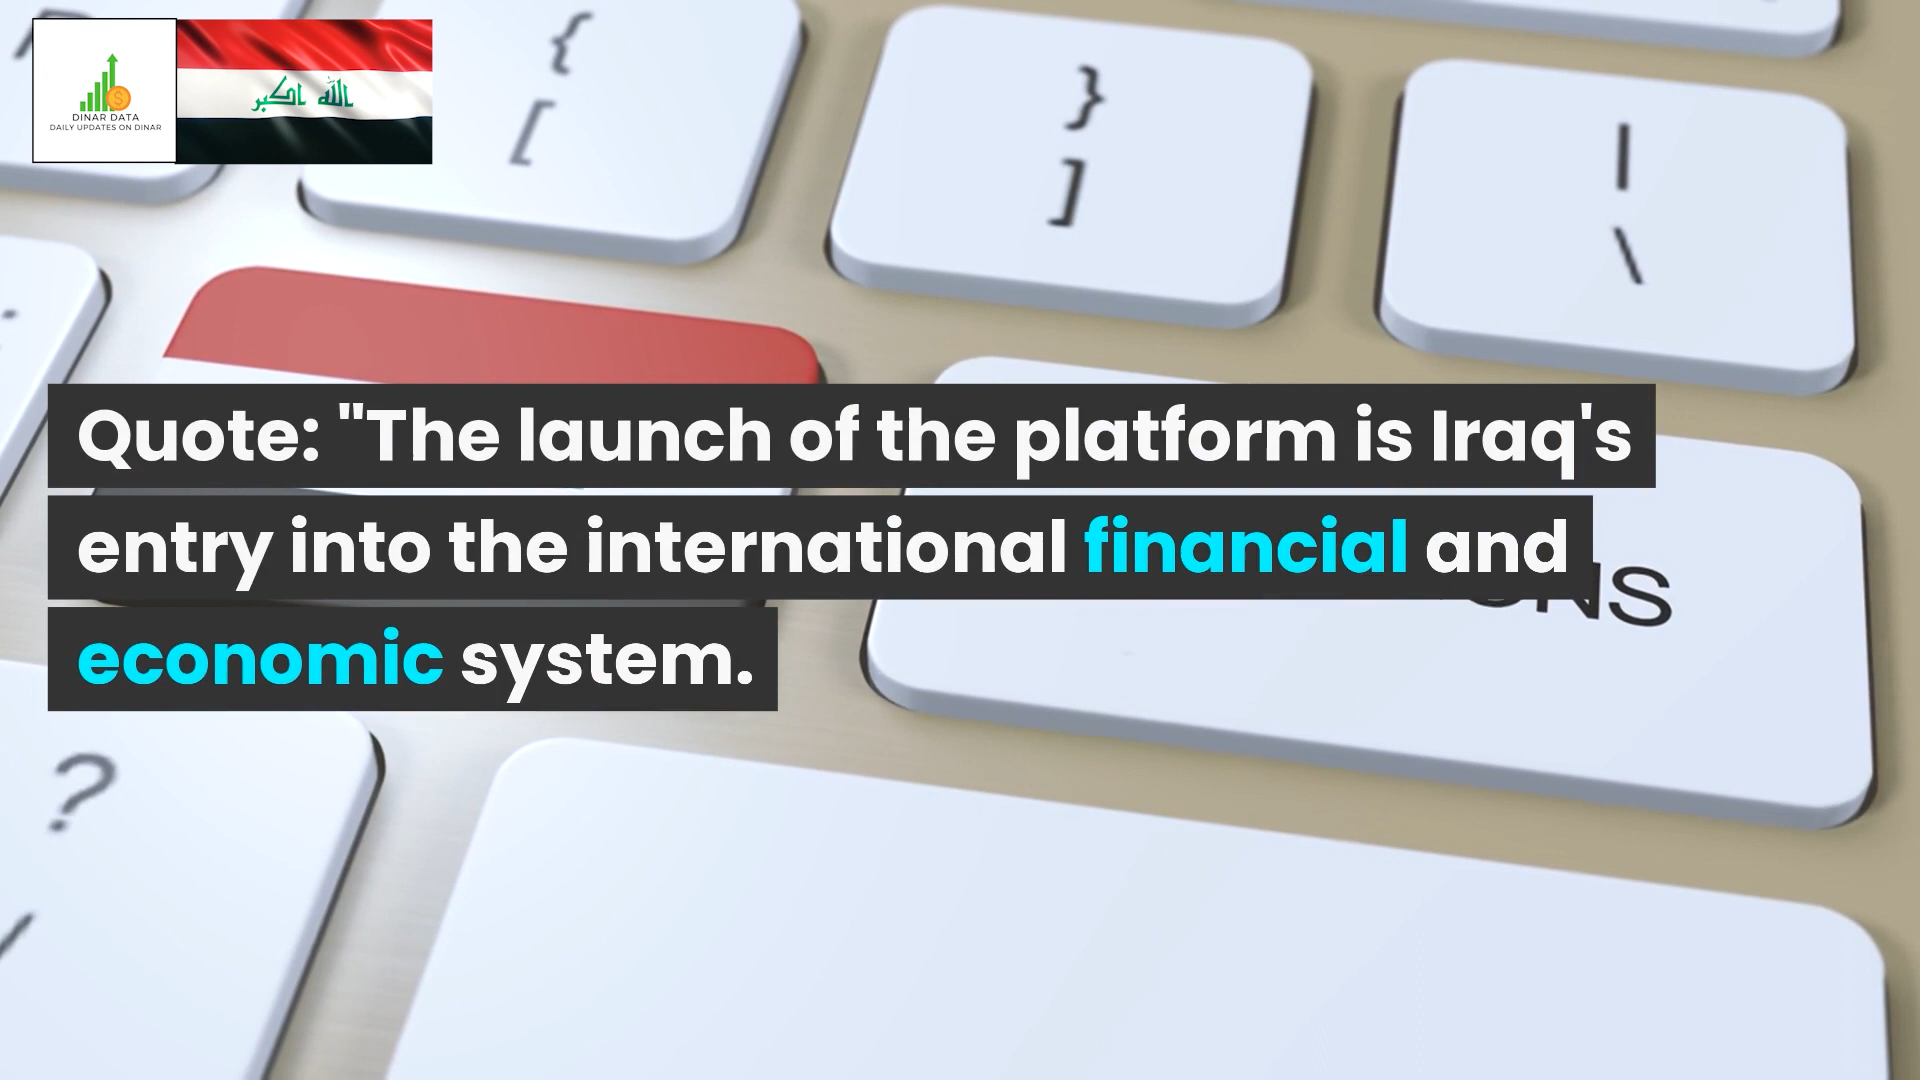 DINAR DATA
DAILY UPDATES ON DINAR
الله اكبر
{
[
}
]
|
\
Quote: "The launch of the platform is Iraq's
entry into the international financial and
economic system.
?
/